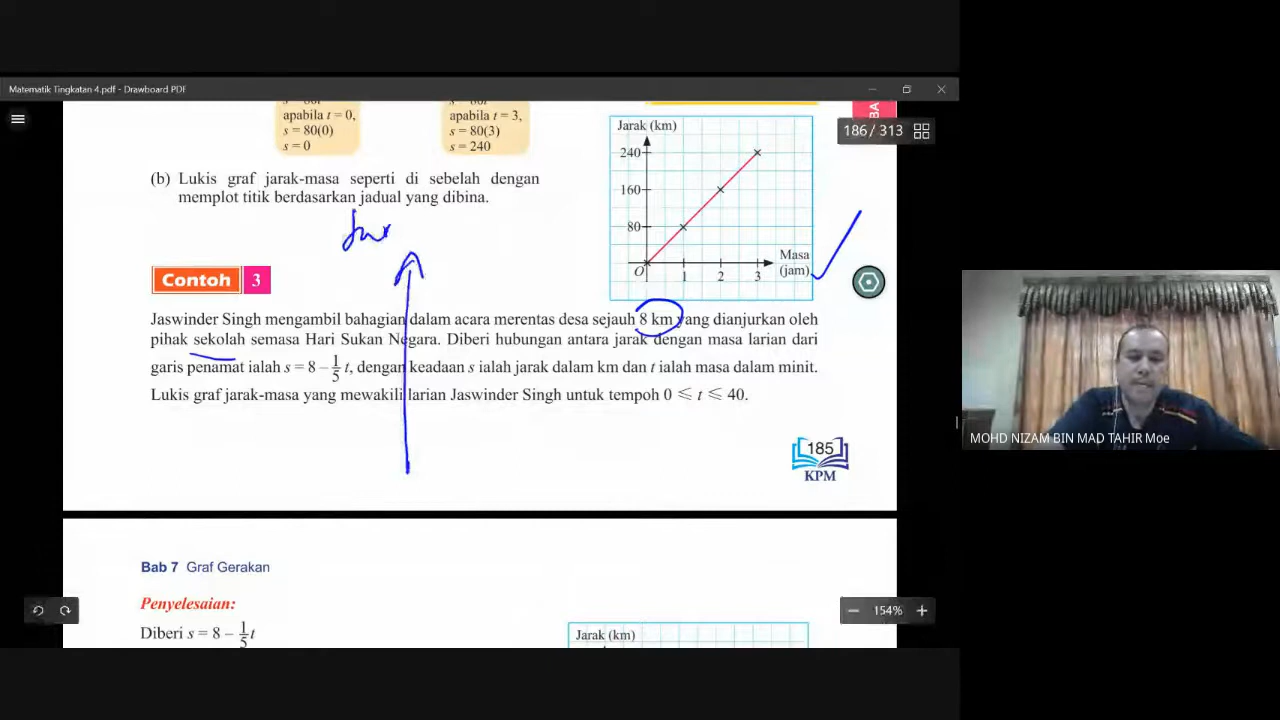 Matematik Tingkatan 4.pdf - Drawboard PDF
186 / 313
apabila t = 0,
s = 80(0)
s = 0
apabila t = 3,
s = 80(3)
s = 240
Jarak (km)
240
160
80
O
1
2
3
Masa
(jam)
(b) Lukis graf jarak-masa seperti di sebelah dengan
memplot titik berdasarkan jadual yang dibina.
Contoh 3
Jaswinder Singh mengambil bahagian dalam acara merentas desa sejauh 8 km yang dianjurkan oleh
pihak sekolah semasa Hari Sukan Negara. Diberi hubungan antara jarak dengan masa larian dari
garis penamat ialah s = 8 – 1/5 t, dengan keadaan s ialah jarak dalam km dan t ialah masa dalam minit.
Lukis graf jarak-masa yang mewakili larian Jaswinder Singh untuk tempoh 0 ⩽ t ⩽ 40.
185
KPM
Bab 7 Graf Gerakan
Penyelesaian:
Diberi s = 8 – 1/5 t
Jarak (km)
154%
MOHD NIZAM BIN MAD TAHIR Moe